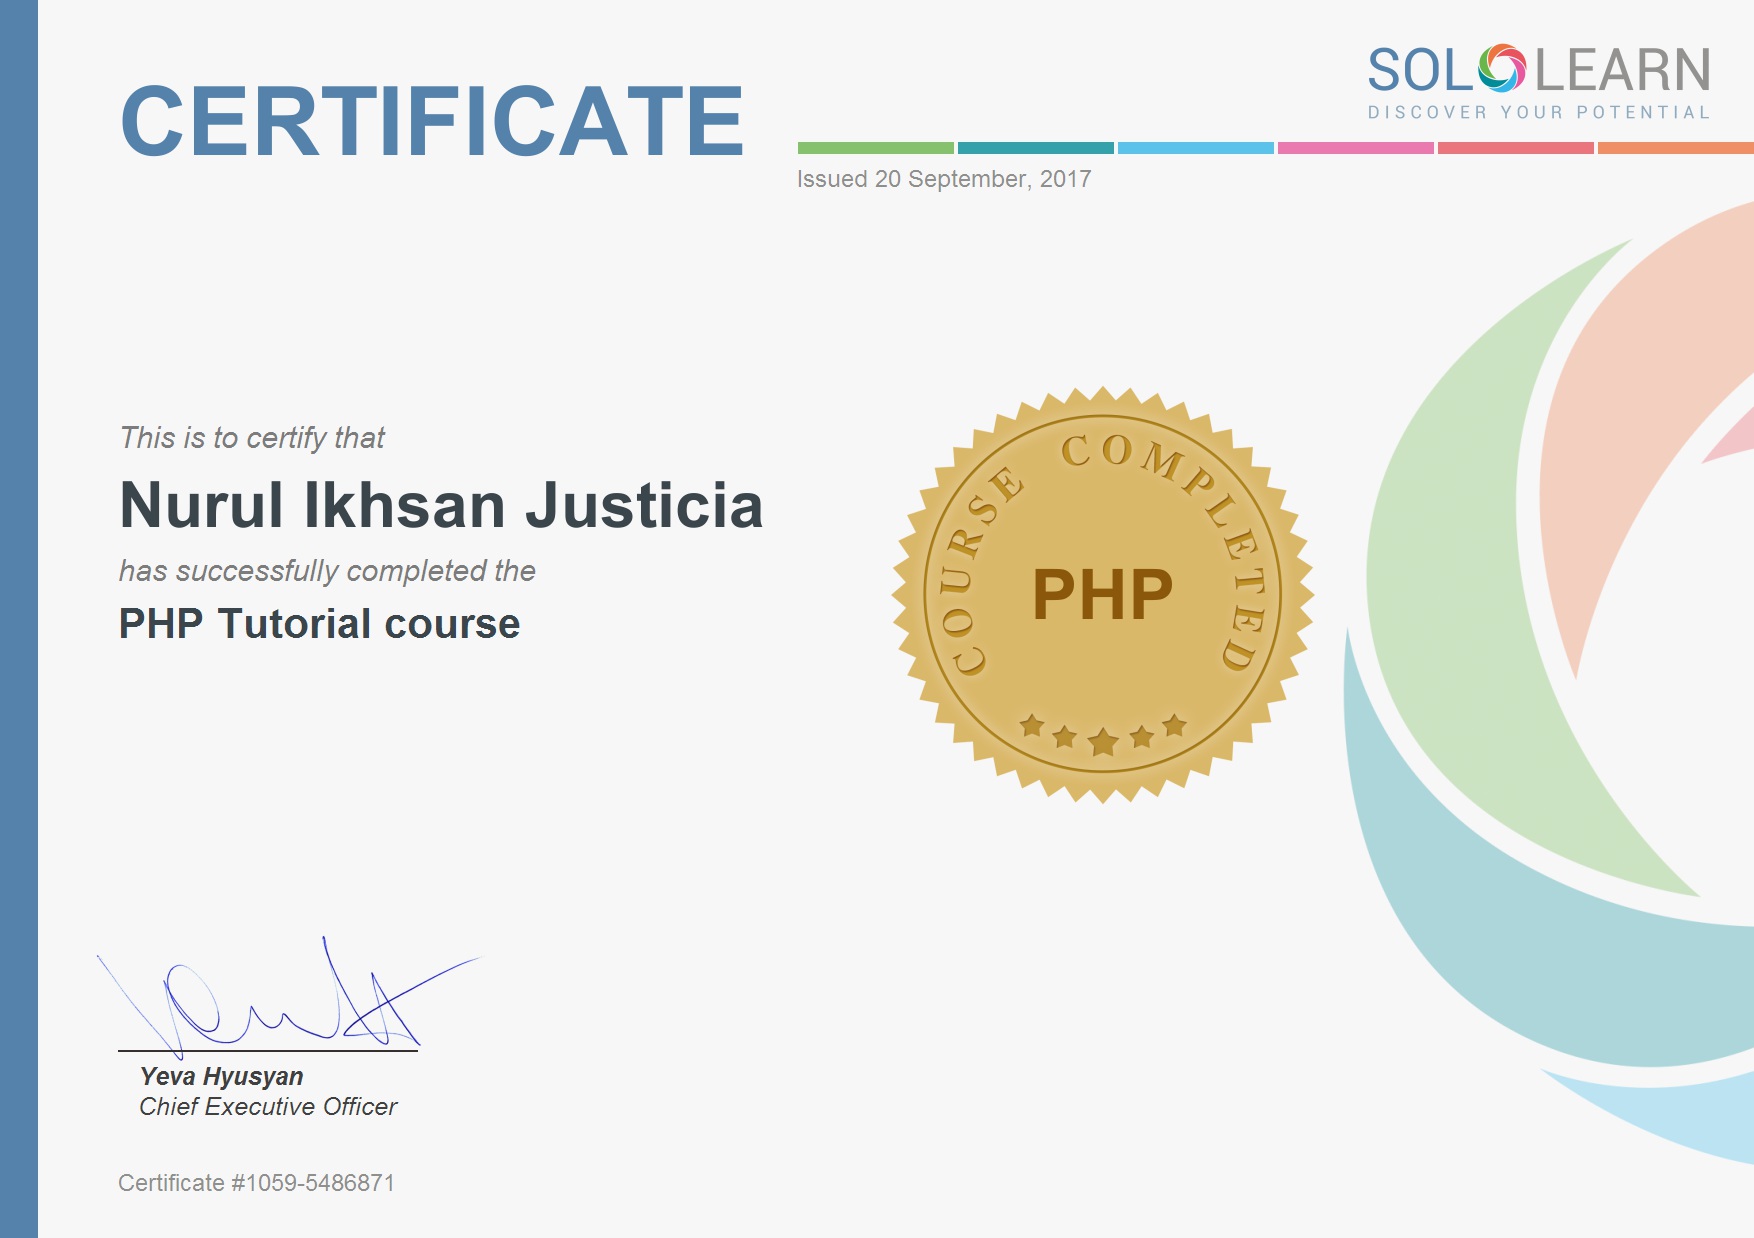 SOLOLEARN
DISCOVER YOUR POTENTIAL
CERTIFICATE
Issued 20 September, 2017
This is to certify that
Nurul Ikhsan Justicia
has successfully completed the
PHP Tutorial course
COURSE COMPLETED
PHP
Yeva Hyusyan
Chief Executive Officer
Certificate #1059-5486871